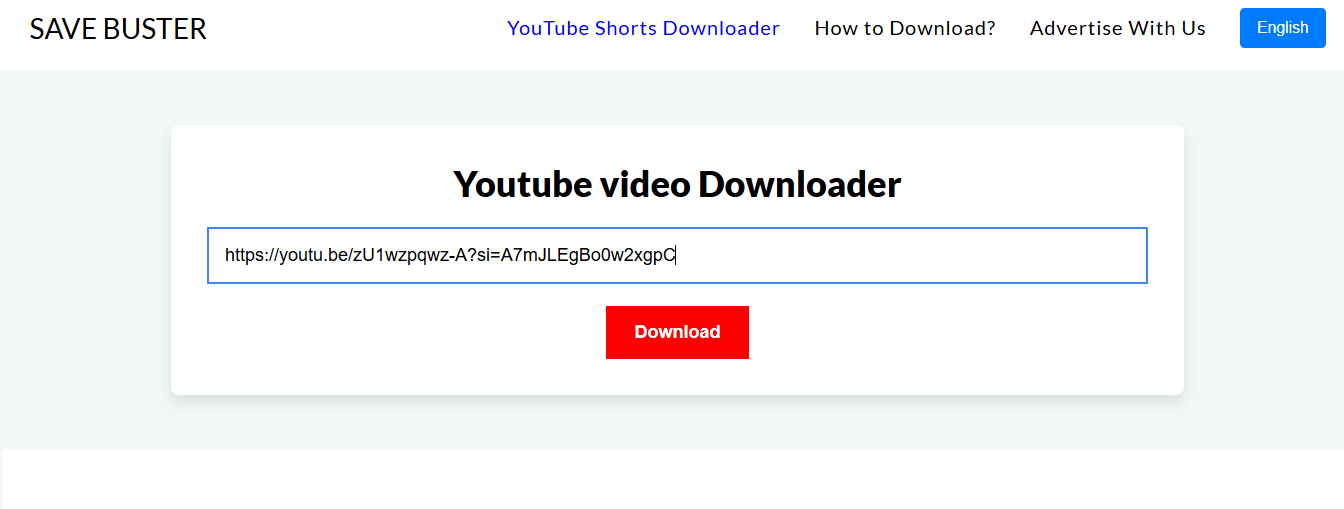 SAVE BUSTER
YouTube Shorts Downloader
How to Download?
Advertise With Us
English
Youtube video Downloader
https://youtu.be/zU1wzpqwz-A?si=A7mJLEgBo0w2xgpC
Download